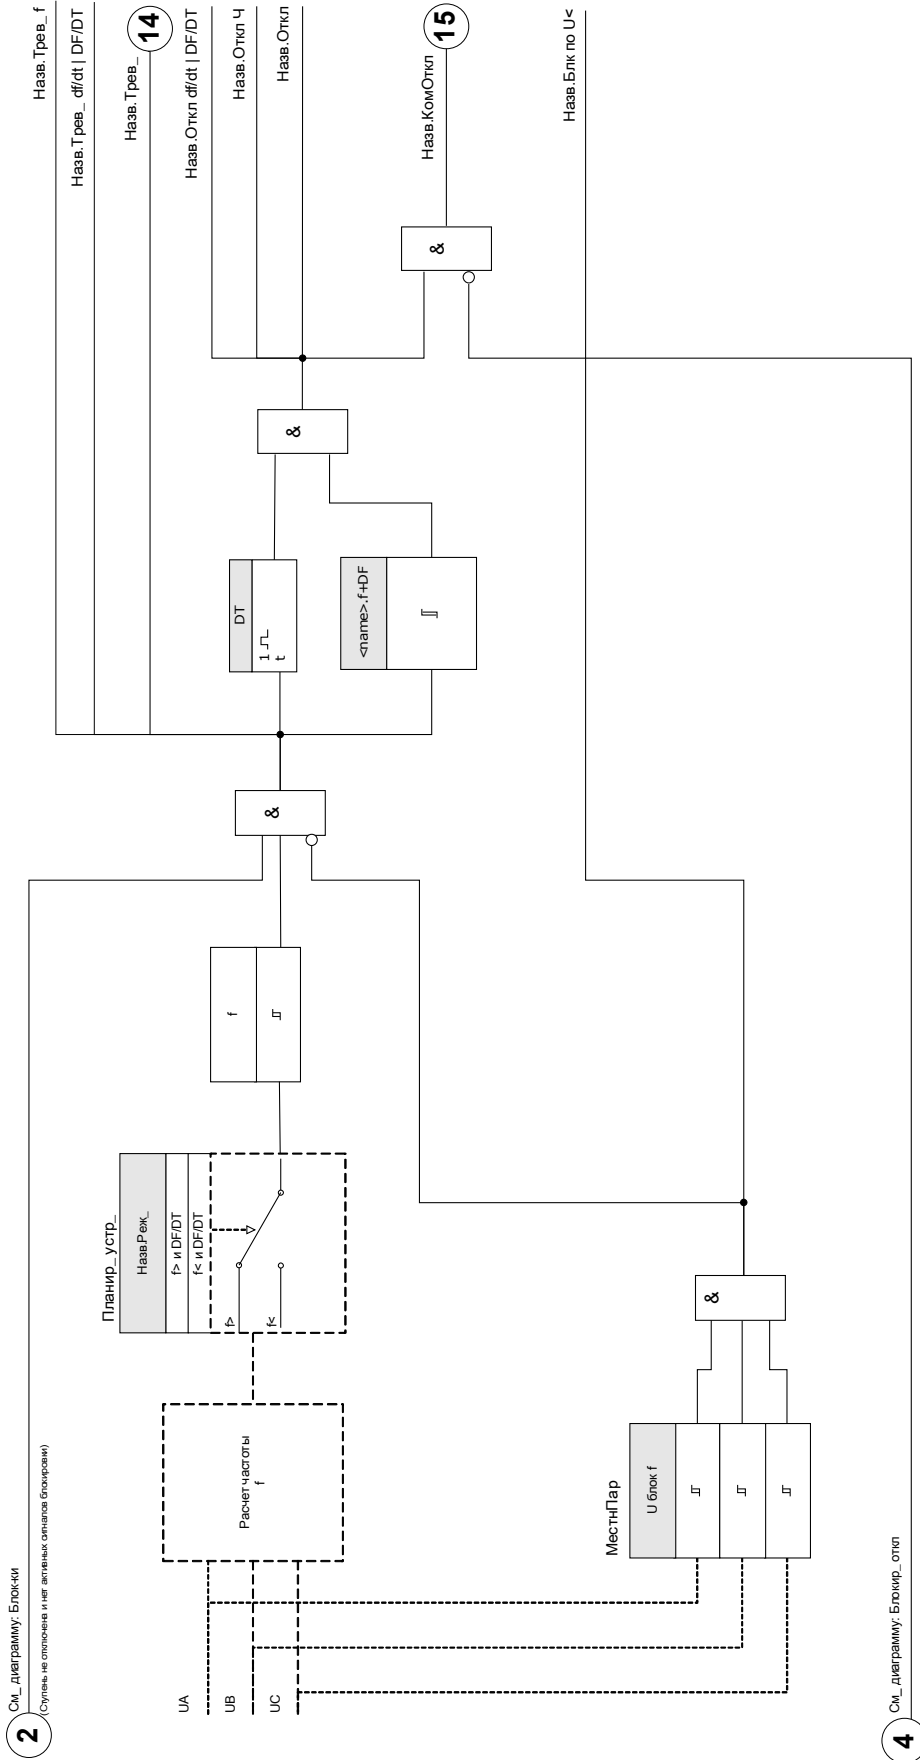 2
См_ диаграмму: Блок-ки
(Ступень не отключена и нет активных сигналов блокировки)
UA
UB
UC
Расчет частоты
f
Планир_ устр_
Назв.Реж_
f> и DF/DT
f< и DF/DT
f>
f<
f
&
DT
1
t
<name>.f+DF
&
Назв.Трев_ f
Назв.Трев_ df/dt | DF/DT
Назв.Трев_
14
Назв.Откл df/dt | DF/DT
Назв.Откл Ч
Назв.Откл
&
Назв.КомОткл
15
Назв.Блк по U<
МестнПар
U блок f
&
4
См_ диаграмму: Блокир_ откл